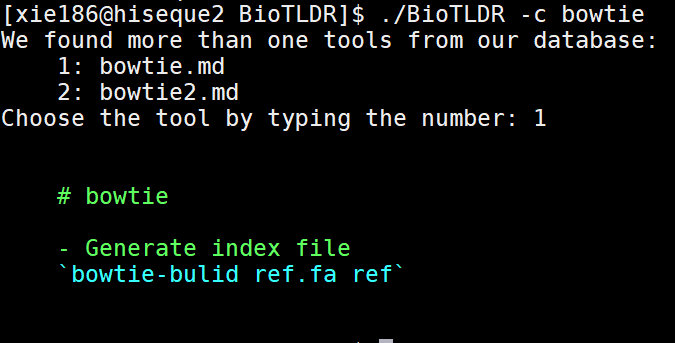 [xie186@hiseque2 BioTLDR]$ ./BioTLDR -c bowtie
We found more than one tools from our database:
1: bowtie.md
2: bowtie2.md
Choose the tool by typing the number: 1
# bowtie
- Generate index file
`bowtie-bulid ref.fa ref`